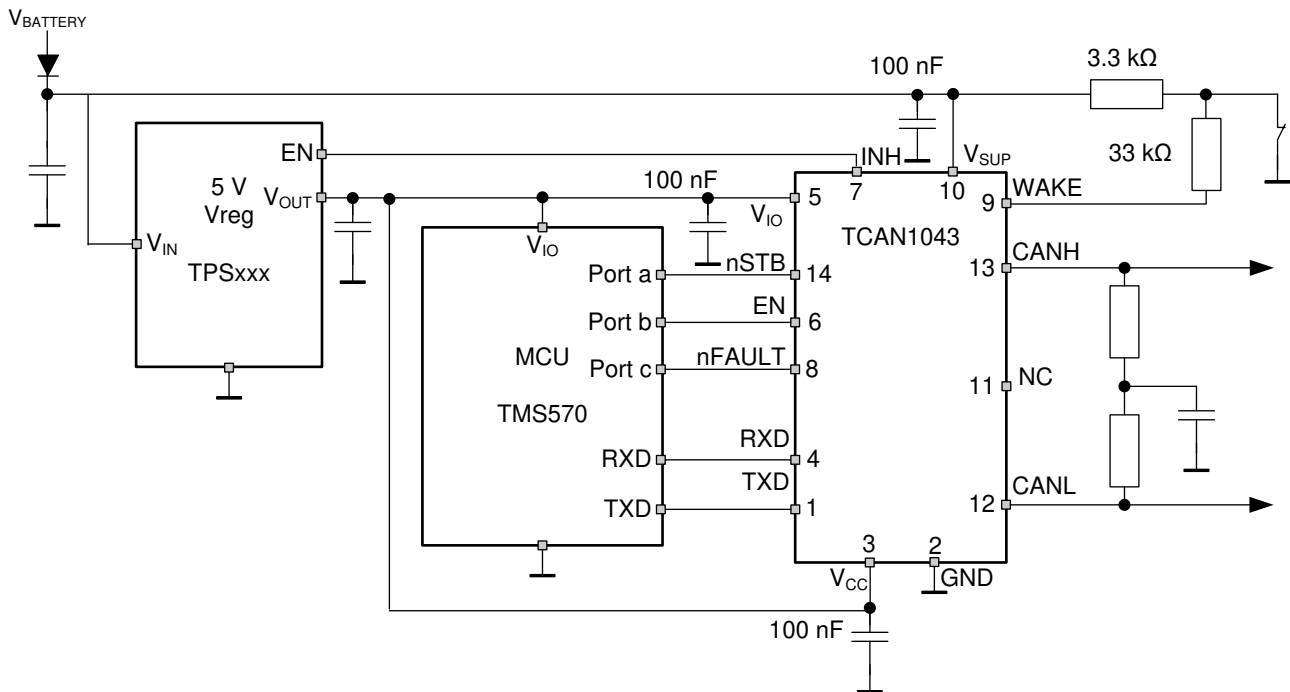 VBATTERY
100 nF
3.3 kΩ
33 kΩ
EN
INH
VSUP
7
10
WAKE
9
5 V
Vreg
VOUT
100 nF
VIO
5
VIN
TPSxxx
VIO
TCAN1043
CANH
13
Port a
nSTB
14
Port b
EN
6
MCU
Port c
nFAULT
8
NC
11
TMS570
RXD
RXD
4
TXD
TXD
1
CANL
12
3
2
VCC
GND
100 nF